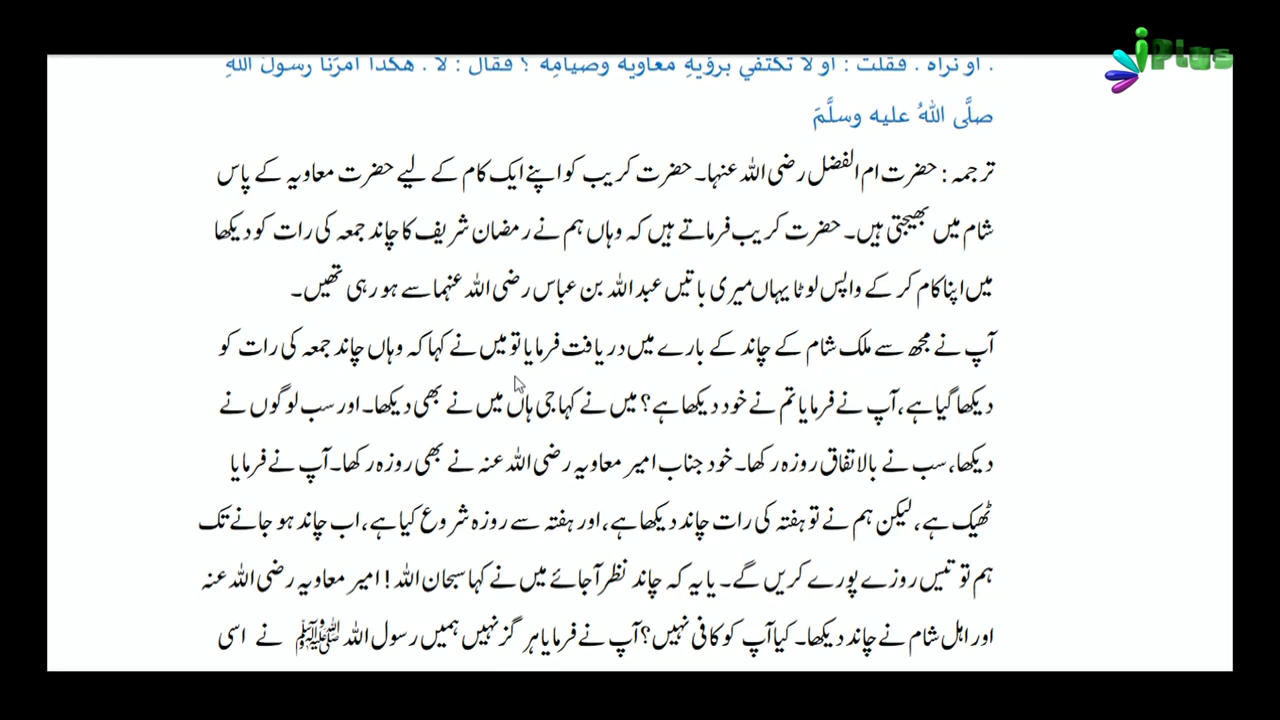 iPlus
. أو نراه . فقلت : أو لا تكتفي برؤيةِ معاويةَ وصيامِه ؟ فقال : لا . هكذا أمرَنا رسولُ اللهِ
صلَّى اللهُ عليه وسلَّمَ
ترجمہ : حضرت ام الفضل رضی اللہ عنہا۔ حضرت کریب کو اپنے ایک کام کے لیے حضرت معاویہ کے پاس
شام میں بھیجتی ہیں۔ حضرت کریب فرماتے ہیں کہ وہاں ہم نے رمضان شریف کا چاند جمعہ کی رات کو دیکھا
میں اپنا کام کر کے واپس لوٹا یہاں میری باتیں عبد اللہ بن عباس رضی اللہ عنہما سے ہو رہی تھیں۔
آپ نے مجھ سے ملک شام کے چاند کے بارے میں دریافت فرمایا تو میں نے کہا کہ وہاں چاند جمعہ کی رات کو
دیکھا گیا ہے، آپ نے فرمایا تم نے خود دیکھا ہے؟ میں نے کہا جی ہاں میں نے بھی دیکھا۔ اور سب لوگوں نے
دیکھا، سب نے بالاتفاق روزہ رکھا۔ خود جناب امیر معاویہ رضی اللہ عنہ نے بھی روزہ رکھا۔ آپ نے فرمایا
ٹھیک ہے، لیکن ہم نے تو ہفتہ کی رات چاند دیکھا ہے، اور ہفتہ سے روزہ شروع کیا ہے، اب چاند ہو جانے تک
ہم تو تیس روزے پورے کریں گے۔ یا یہ کہ چاند نظر آجائے میں نے کہا سبحان اللہ! امیر معاویہ رضی اللہ عنہ
اور اہل شام نے چاند دیکھا۔ کیا آپ کو کافی نہیں؟ آپ نے فرمایا ہر گز نہیں ہمیں رسول اللہ ﷺ نے اسی